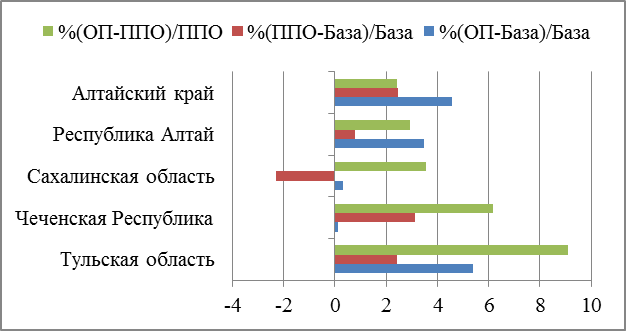 %(ОП-ППО)/ППО %(ППО-База)/База %(ОП-База)/База
Алтайский край
Республика Алтай
Сахалинская область
Чеченская Республика
Тульская область
-4 -2 0 2 4 6 8 10